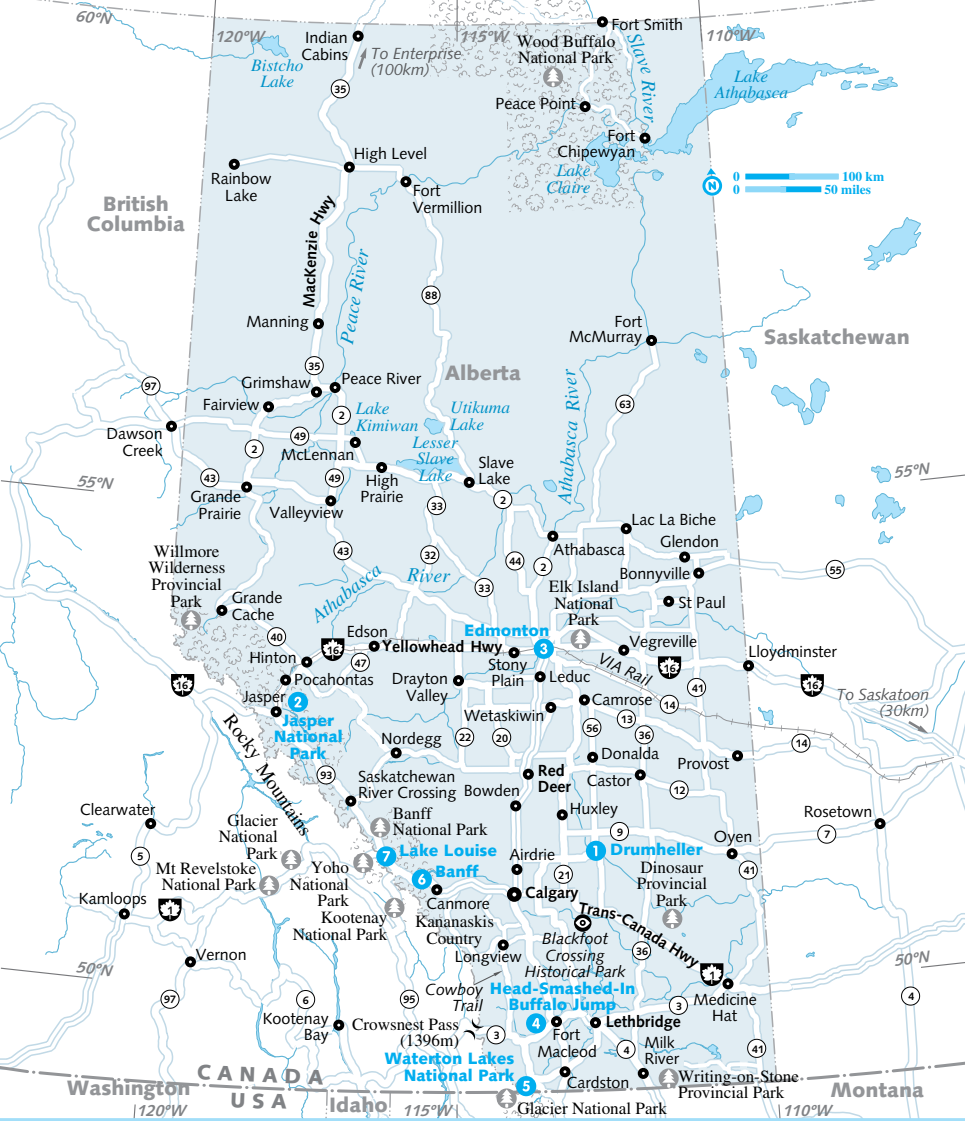 60°N
120°W
115°W
110°W
Fort Smith
Indian
Cabins
To Enterprise
(100km)
Wood Buffalo
National Park
Slave River
Bistcho
Lake
Lake
Athabasca
35
Peace Point
Fort
Chipewyan
High Level
Rainbow
Lake
Lake
Claire
Fort
Vermillion
N
0 100 km
0 50 miles
British
Columbia
MacKenzie Hwy
Peace River
88
Manning
Fort
McMurray
Saskatchewan
35
Alberta
97
Grimshaw
Peace River
Fairview
2
Lake
Kimiwan
Utikuma
Lake
Athabasca River
63
Dawson
Creek
49
McLennan
2
Lesser
Slave
Lake
Slave
Lake
55°N
55°N
43
Grande
Prairie
49
Valleyview
High
Prairie
33
2
Lac La Biche
Glendon
Athabasca
Bonnyville
55
Willmore
Wilderness
Provincial
Park
43
32
44
2
Athabasca
River
33
Elk Island
National
Park
St Paul
Grande
Cache
40
16
Edson
Yellowhead Hwy
Edmonton
3
Vegreville
Lloydminster
Hinton
47
Stony
Plain
VIA Rail
16
16
16
Pocahontas
Drayton
Valley
Leduc
41
To Saskatoon
(30km)
Jasper
2
Jasper
National
Park
Wetaskiwin
Camrose
14
13
Rocky Mountains
22
20
56
36
14
Nordegg
Donalda
Provost
93
Saskatchewan
River Crossing
Red
Deer
Castor
12
Bowden
Clearwater
Huxley
Rosetown
Glacier
National
Park
Banff
National Park
9
7
5
7
Lake Louise
1
Drumheller
Oyen
Mt Revelstoke
National Park
Yoho
National
Park
6
Banff
Airdrie
21
Dinosaur
Provincial
Park
41
Kamloops
1
Kootenay
National Park
Canmore
Calgary
Kananaskis
Country
Trans-Canada Hwy
Blackfoot
Crossing
Historical Park
36
Vernon
Longview
1
50°N
50°N
Cowboy
Trail
Head-Smashed-In
Buffalo Jump
Medicine
Hat
97
6
95
3
4
Kootenay
Bay
Crowsnest Pass
(1396m)
3
4
Fort
Macleod
Lethbridge
4
Milk
River
41
Waterton Lakes
National Park
5
Cardston
Writing-on-Stone
Provincial Park
CANADA
USA
Washington
Idaho
Montana
120°W
115°W
Glacier National Park
110°W